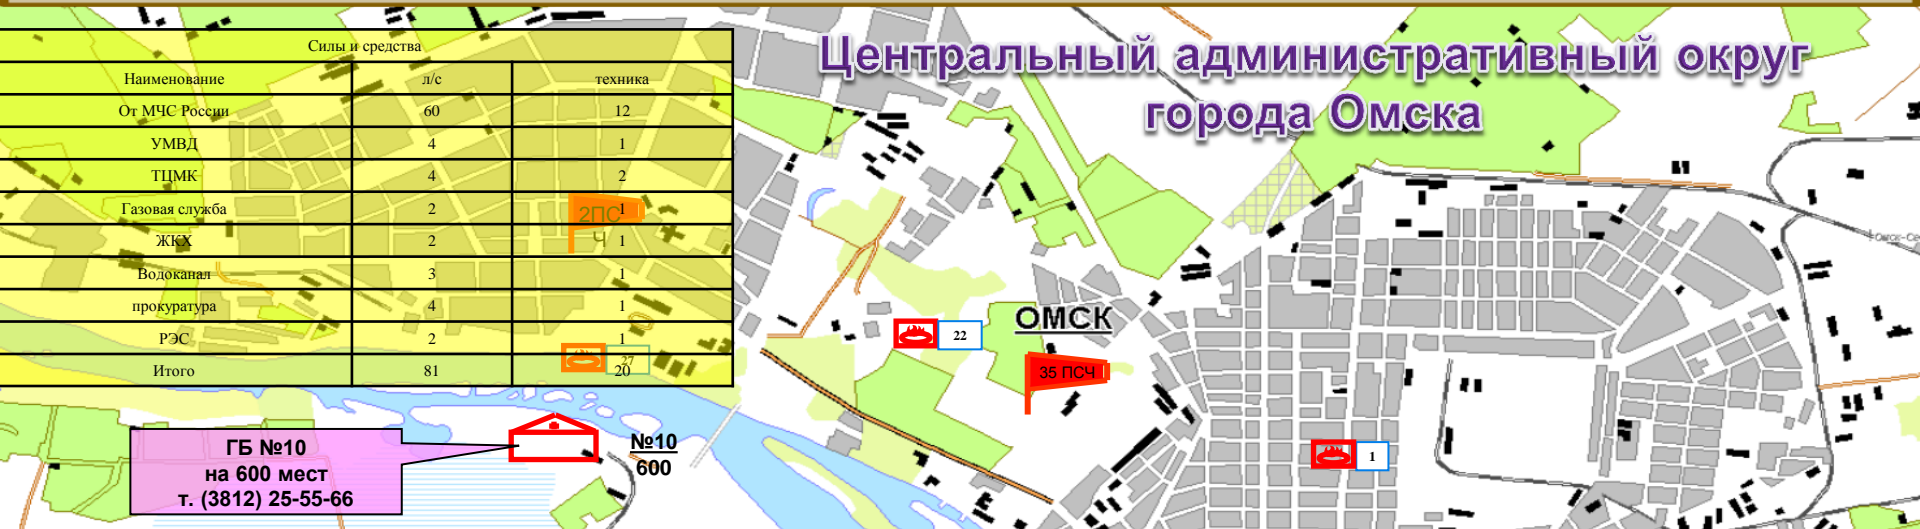 Центральный административный округ
города Омска
Силы и средства
Наименование л/с техника
От МЧС России 60 12
УМВД 4 1
ТЦМК 4 2
Газовая служба 2 1
ЖКХ 2 1
Водоканал 3 1
прокуратура 4 1
РЭС 2 1
Итого 81 20
2ПС
Ч
27
22
ОМСК
35 ПСЧ
1
ГБ №10
на 600 мест
т. (3812) 25-55-66
№10
600